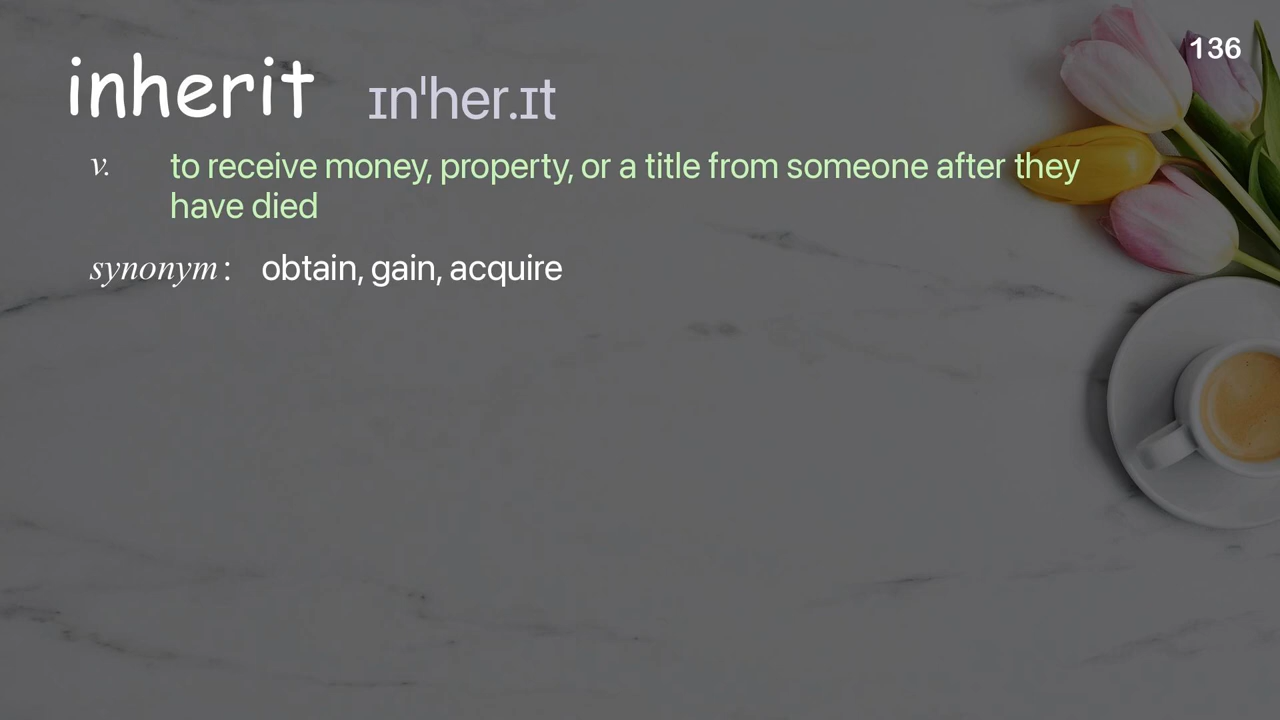 136
inherit ɪnˈher.ɪt
v. to receive money, property, or a title from someone after they
have died
synonym : obtain, gain, acquire